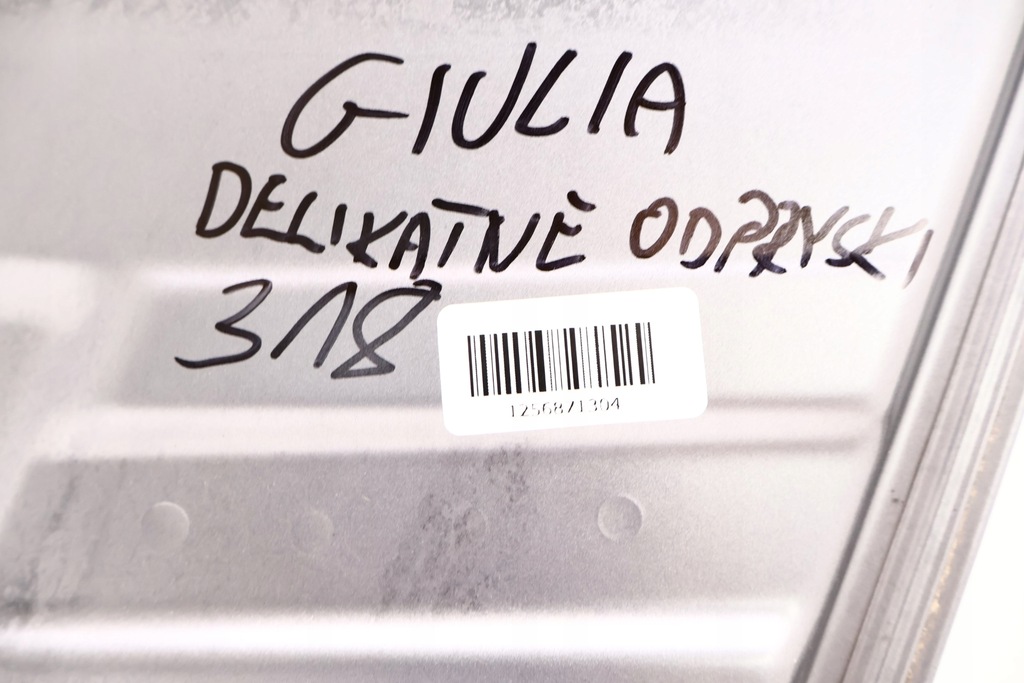 GIULIA
DELIKATNE ODPRYSKI
318
1256871304